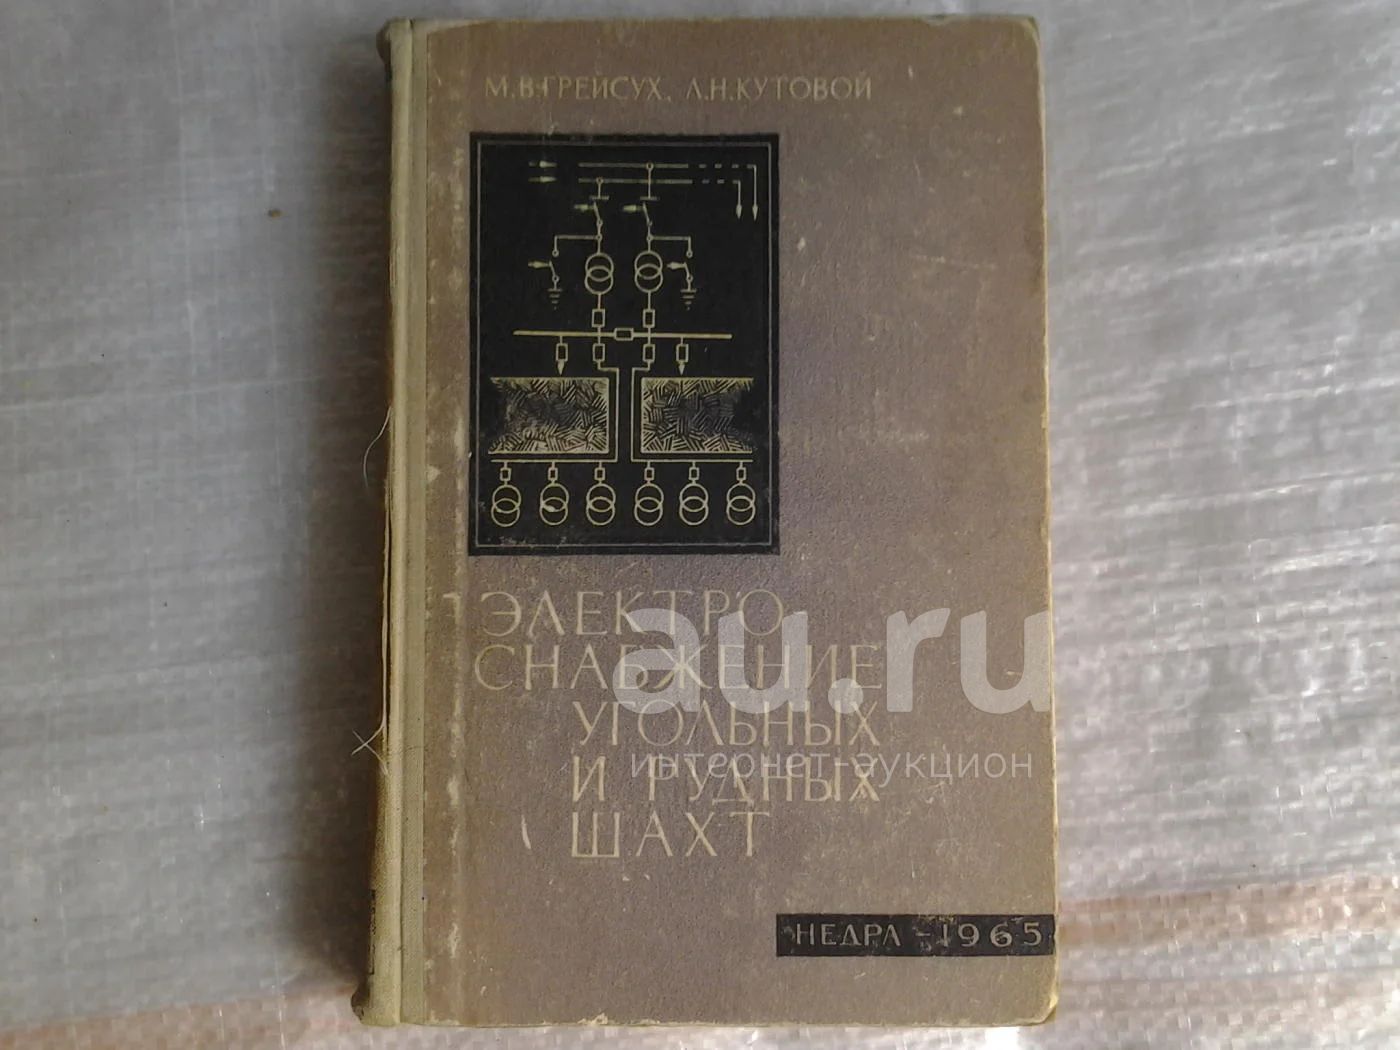 М.В.ГРЕЙСУХ, Л.Н.КУТОВОЙ
ЭЛЕКТРО
СНАБЖЕНИЕ
УГОЛЬНЫХ
И РУДНЫХ
ШАХТ
au.ru
интернет-аукцион
НЕДРА - 1965